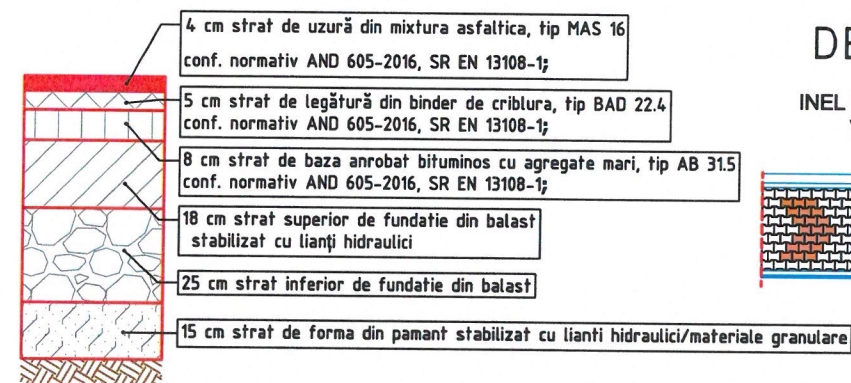 4 cm strat de uzură din mixtura asfaltica, tip MAS 16
conf. normativ AND 605-2016, SR EN 13108-1;
5 cm strat de legătură din binder de criblura, tip BAD 22.4
conf. normativ AND 605-2016, SR EN 13108-1;
8 cm strat de baza anrobat bituminos cu agregate mari, tip AB 31.5
conf. normativ AND 605-2016, SR EN 13108-1;
18 cm strat superior de fundatie din balast
stabilizat cu lianți hidraulici
25 cm strat inferior de fundatie din balast
15 cm strat de forma din pamant stabilizat cu lianti hidraulici/materiale granulare
DE
INEL